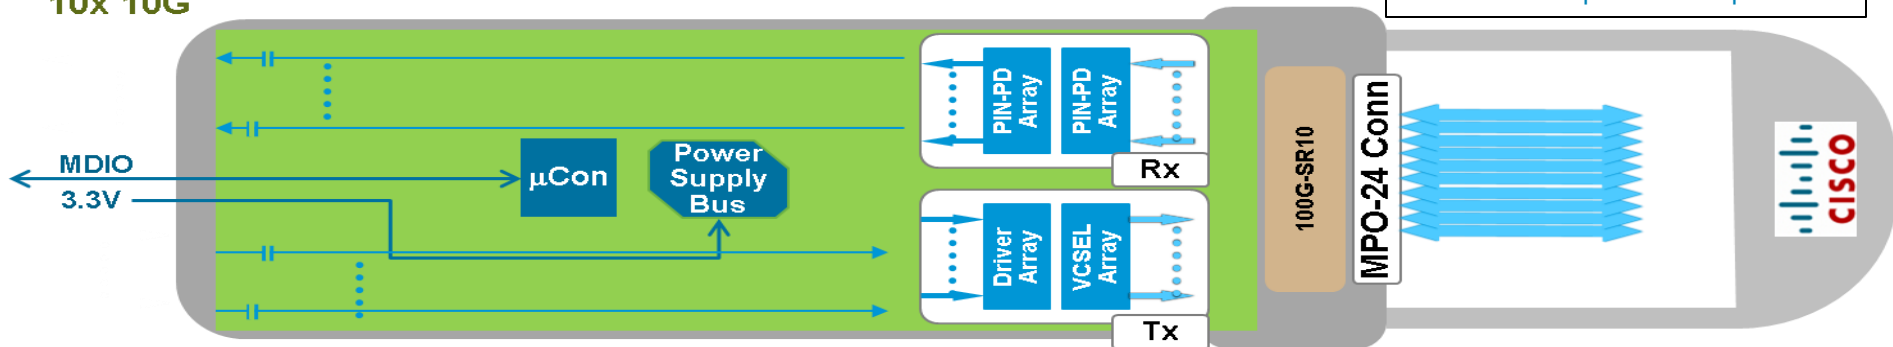 10x 10G
PIN-PD
Array
PIN-PD
Array
Rx
MDIO
3.3V
μCon
Power
Supply
Bus
Driver
Array
VCSEL
Array
Tx
100G-SR10
MPO-24 Conn
CISCO